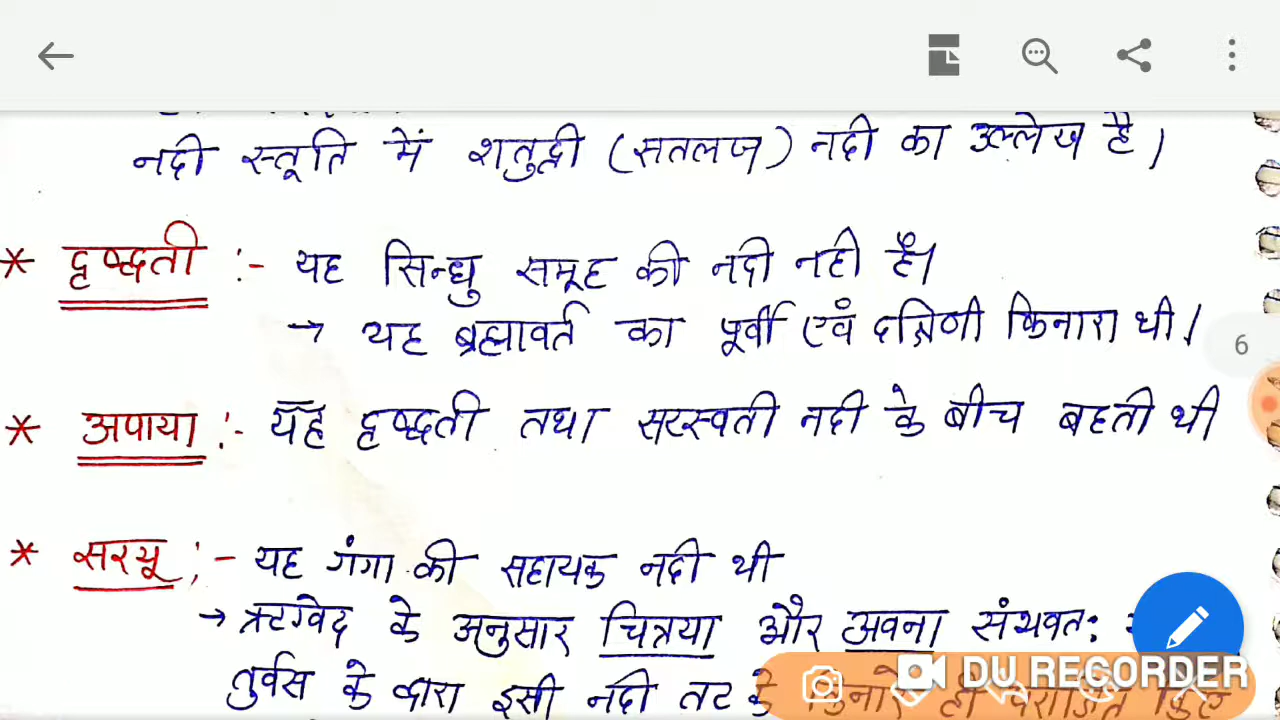 नदी स्तूति में शतुद्री (सतलज) नदी का उल्लेख है।
* दृष्द्वती :- यह सिन्धु समूह की नदी नही हैं।
→ यह ब्रह्मावर्त का पूर्वी एवं दक्षिणी किनारा थी।
6
* अपाया :- यह दृष्द्वती तथा सरस्वती नदी के बीच बहती थी
* सरयू :- यह गंगा की सहायक नदी थी
→ ऋग्वेद के अनुसार चित्रया और अवना संभवतः
तुर्वस के द्वारा इसी नदी तट के किनारे ही पराजित किए
DU RECORDER